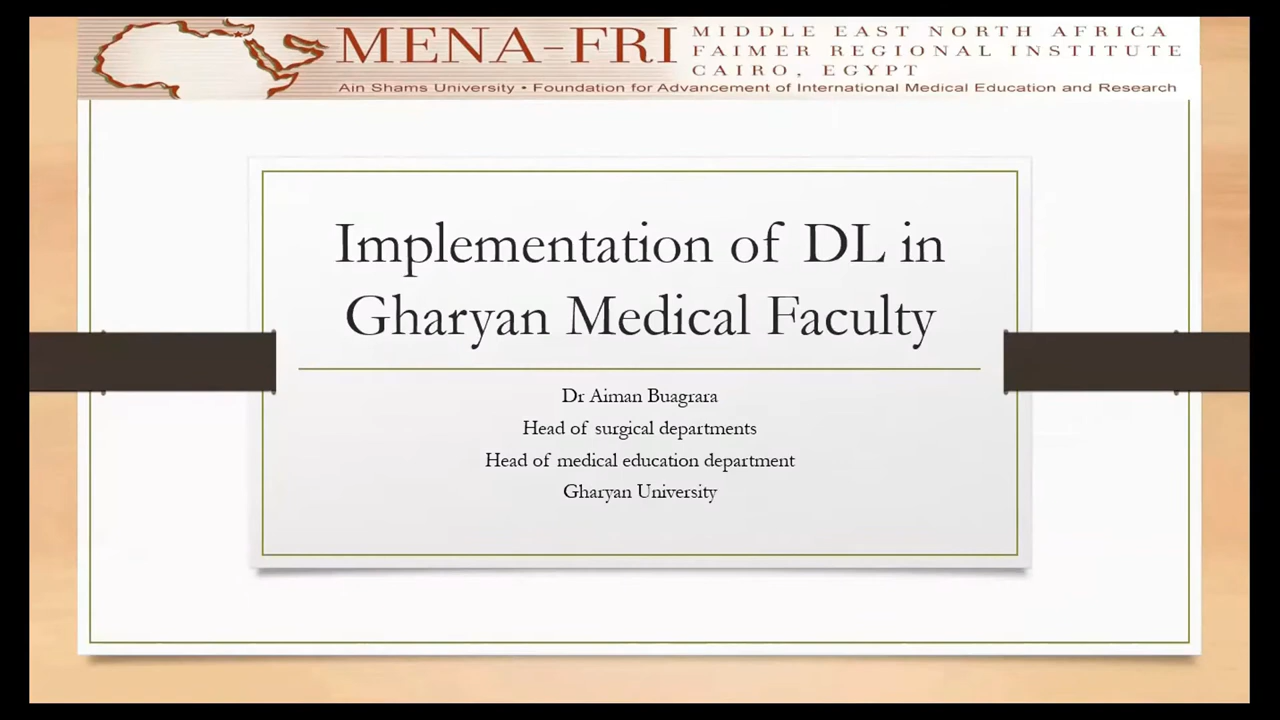 MENA-FRI
MIDDLE EAST NORTH AFRICA
FAIMER REGIONAL INSTITUTE
CAIRO, EGYPT
Ain Shams University • Foundation for Advancement of International Medical Education and Research
Implementation of DL in
Gharyan Medical Faculty
Dr Aiman Buagrara
Head of surgical departments
Head of medical education department
Gharyan University